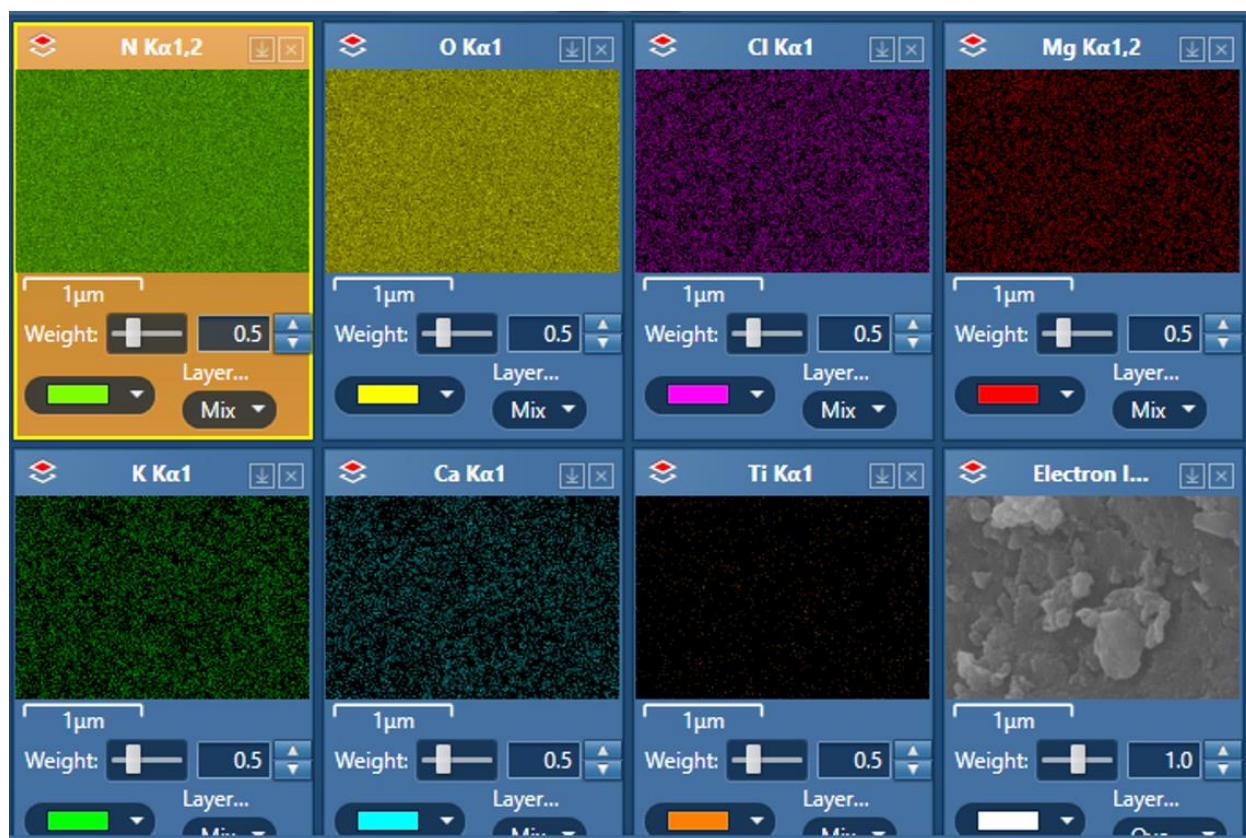 N Kα1,2
O Kα1
Cl Kα1
Mg Kα1,2
1µm
1µm
1µm
1µm
Weight: 0.5
Weight: 0.5
Weight: 0.5
Weight: 0.5
Layer...
Layer...
Layer...
Layer...
Mix
Mix
Mix
Mix
K Kα1
Ca Kα1
Ti Kα1
Electron I...
1µm
1µm
1µm
1µm
Weight: 0.5
Weight: 0.5
Weight: 0.5
Weight: 1.0
Layer...
Layer...
Layer...
Layer...
Mix
Mix
Mix